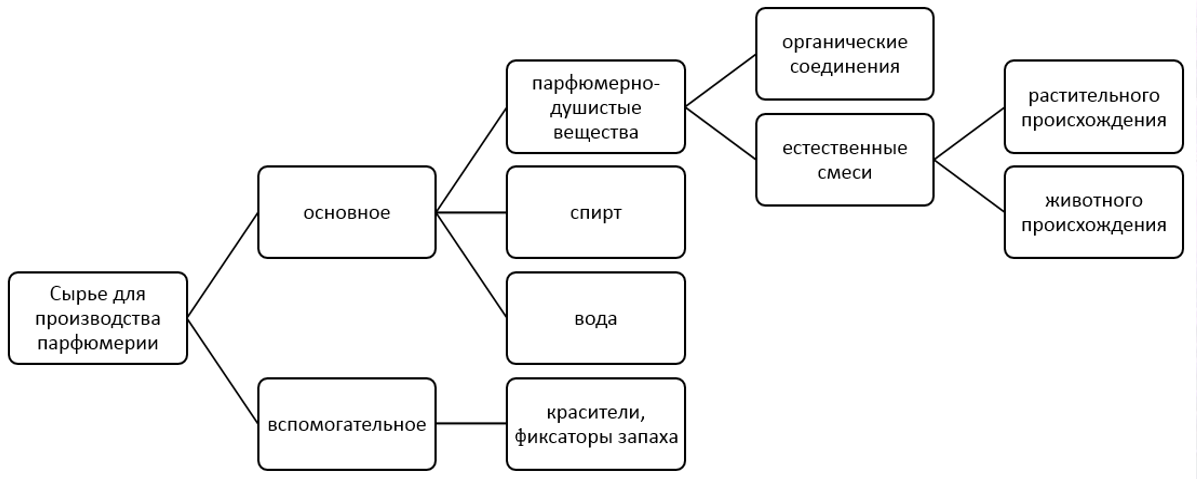 Сырье для
производства
парфюмерии
основное
парфюмерно-
душистые
вещества
органические
соединения
естественные
смеси
растительного
происхождения
животного
происхождения
спирт
вода
вспомогательное
красители,
фиксаторы запаха